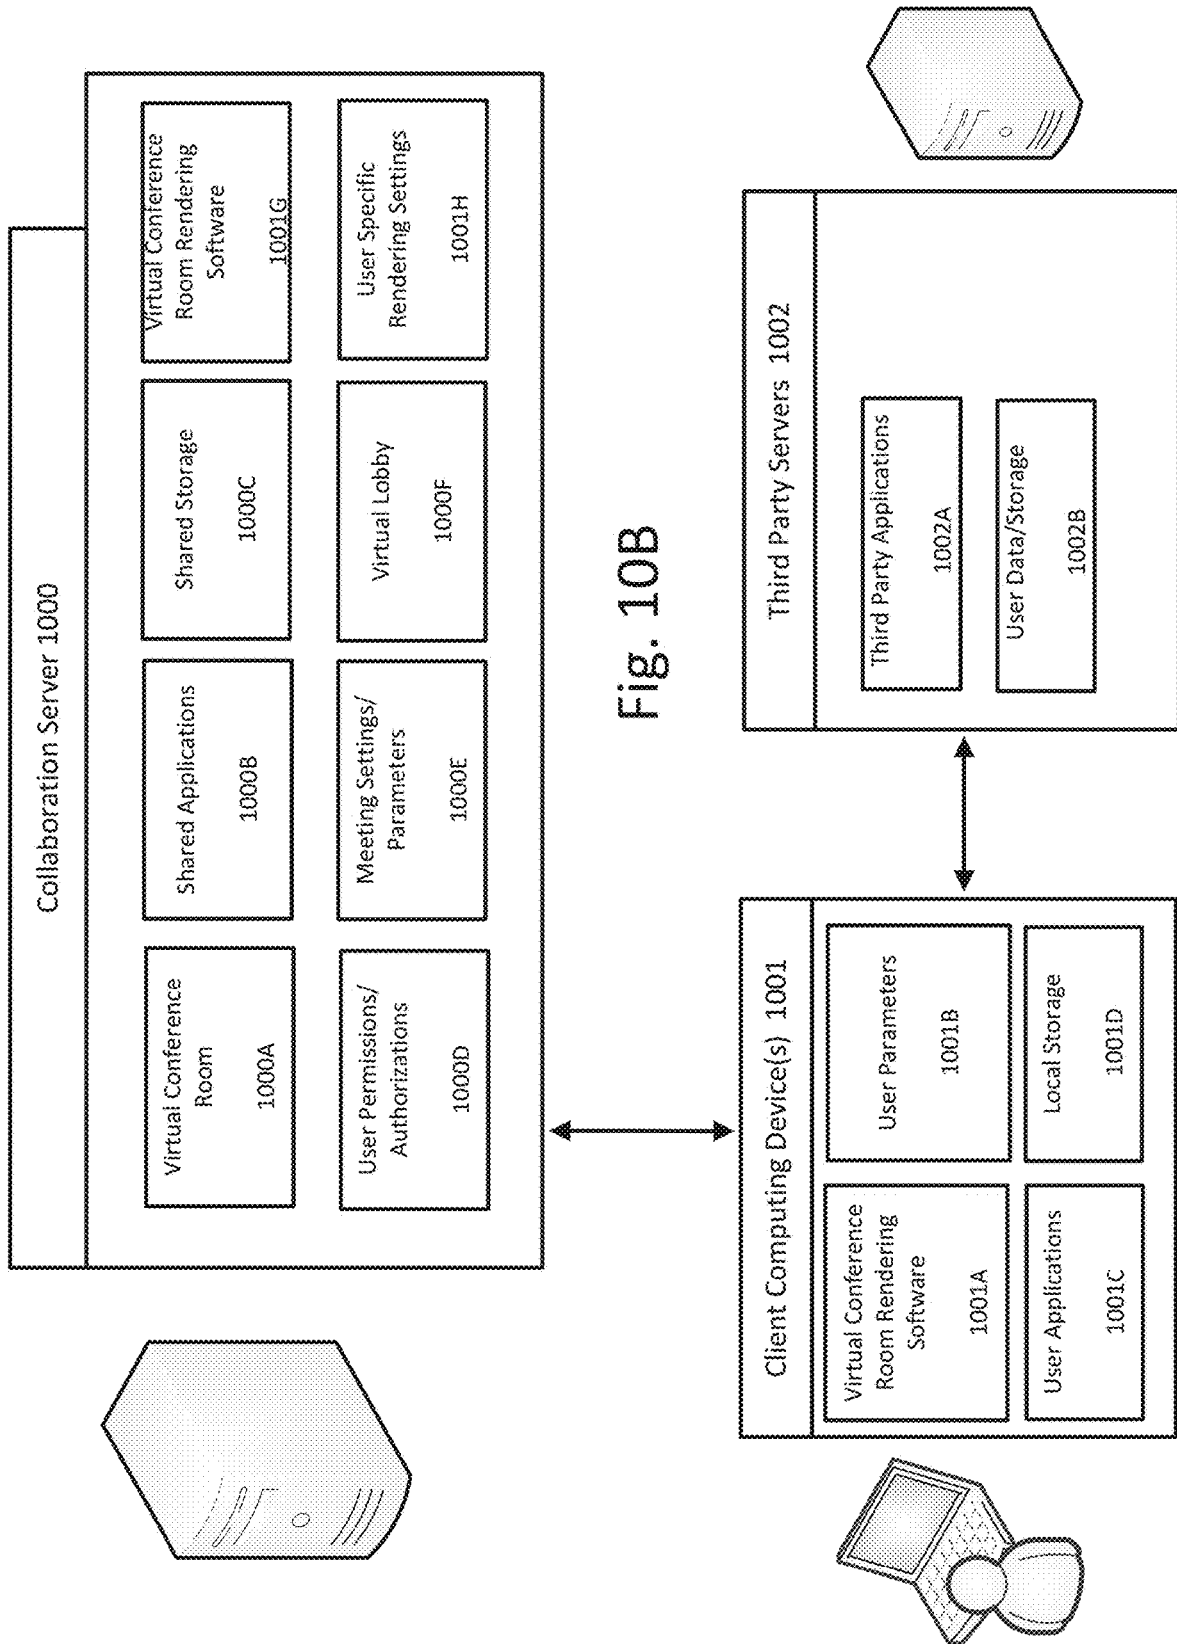 Collaboration Server 1000
Virtual Conference
Room
1000A
Shared Applications
1000B
Shared Storage
1000C
Virtual Conference
Room Rendering
Software
1001G
User Permissions/
Authorizations
1000D
Meeting Settings/
Parameters
1000E
Virtual Lobby
1000F
User Specific
Rendering Settings
1001H
Fig. 10B
Client Computing Device(s) 1001
Virtual Conference
Room Rendering
Software
1001A
User Parameters
1001B
User Applications
1001C
Local Storage
1001D
Third Party Servers 1002
Third Party Applications
1002A
User Data/Storage
1002B